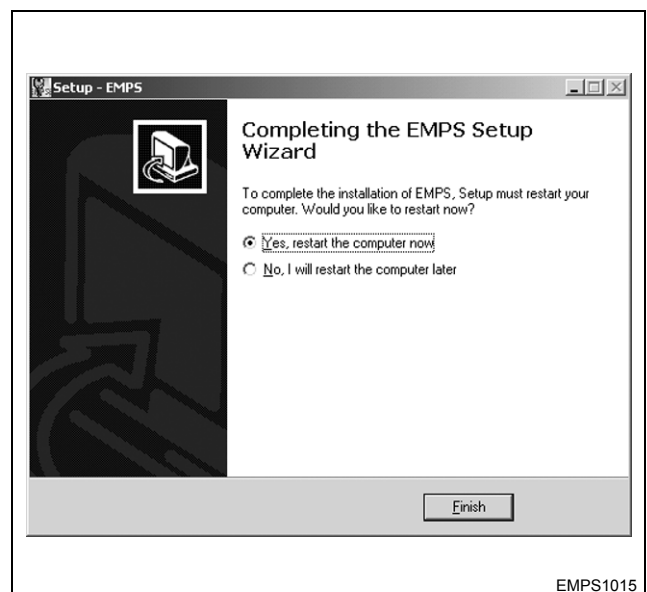 Setup - EMPS
Completing the EMPS Setup
Wizard
To complete the installation of EMPS, Setup must restart your
computer. Would you like to restart now?
Yes, restart the computer now
No, I will restart the computer later
Finish
EMPS1015